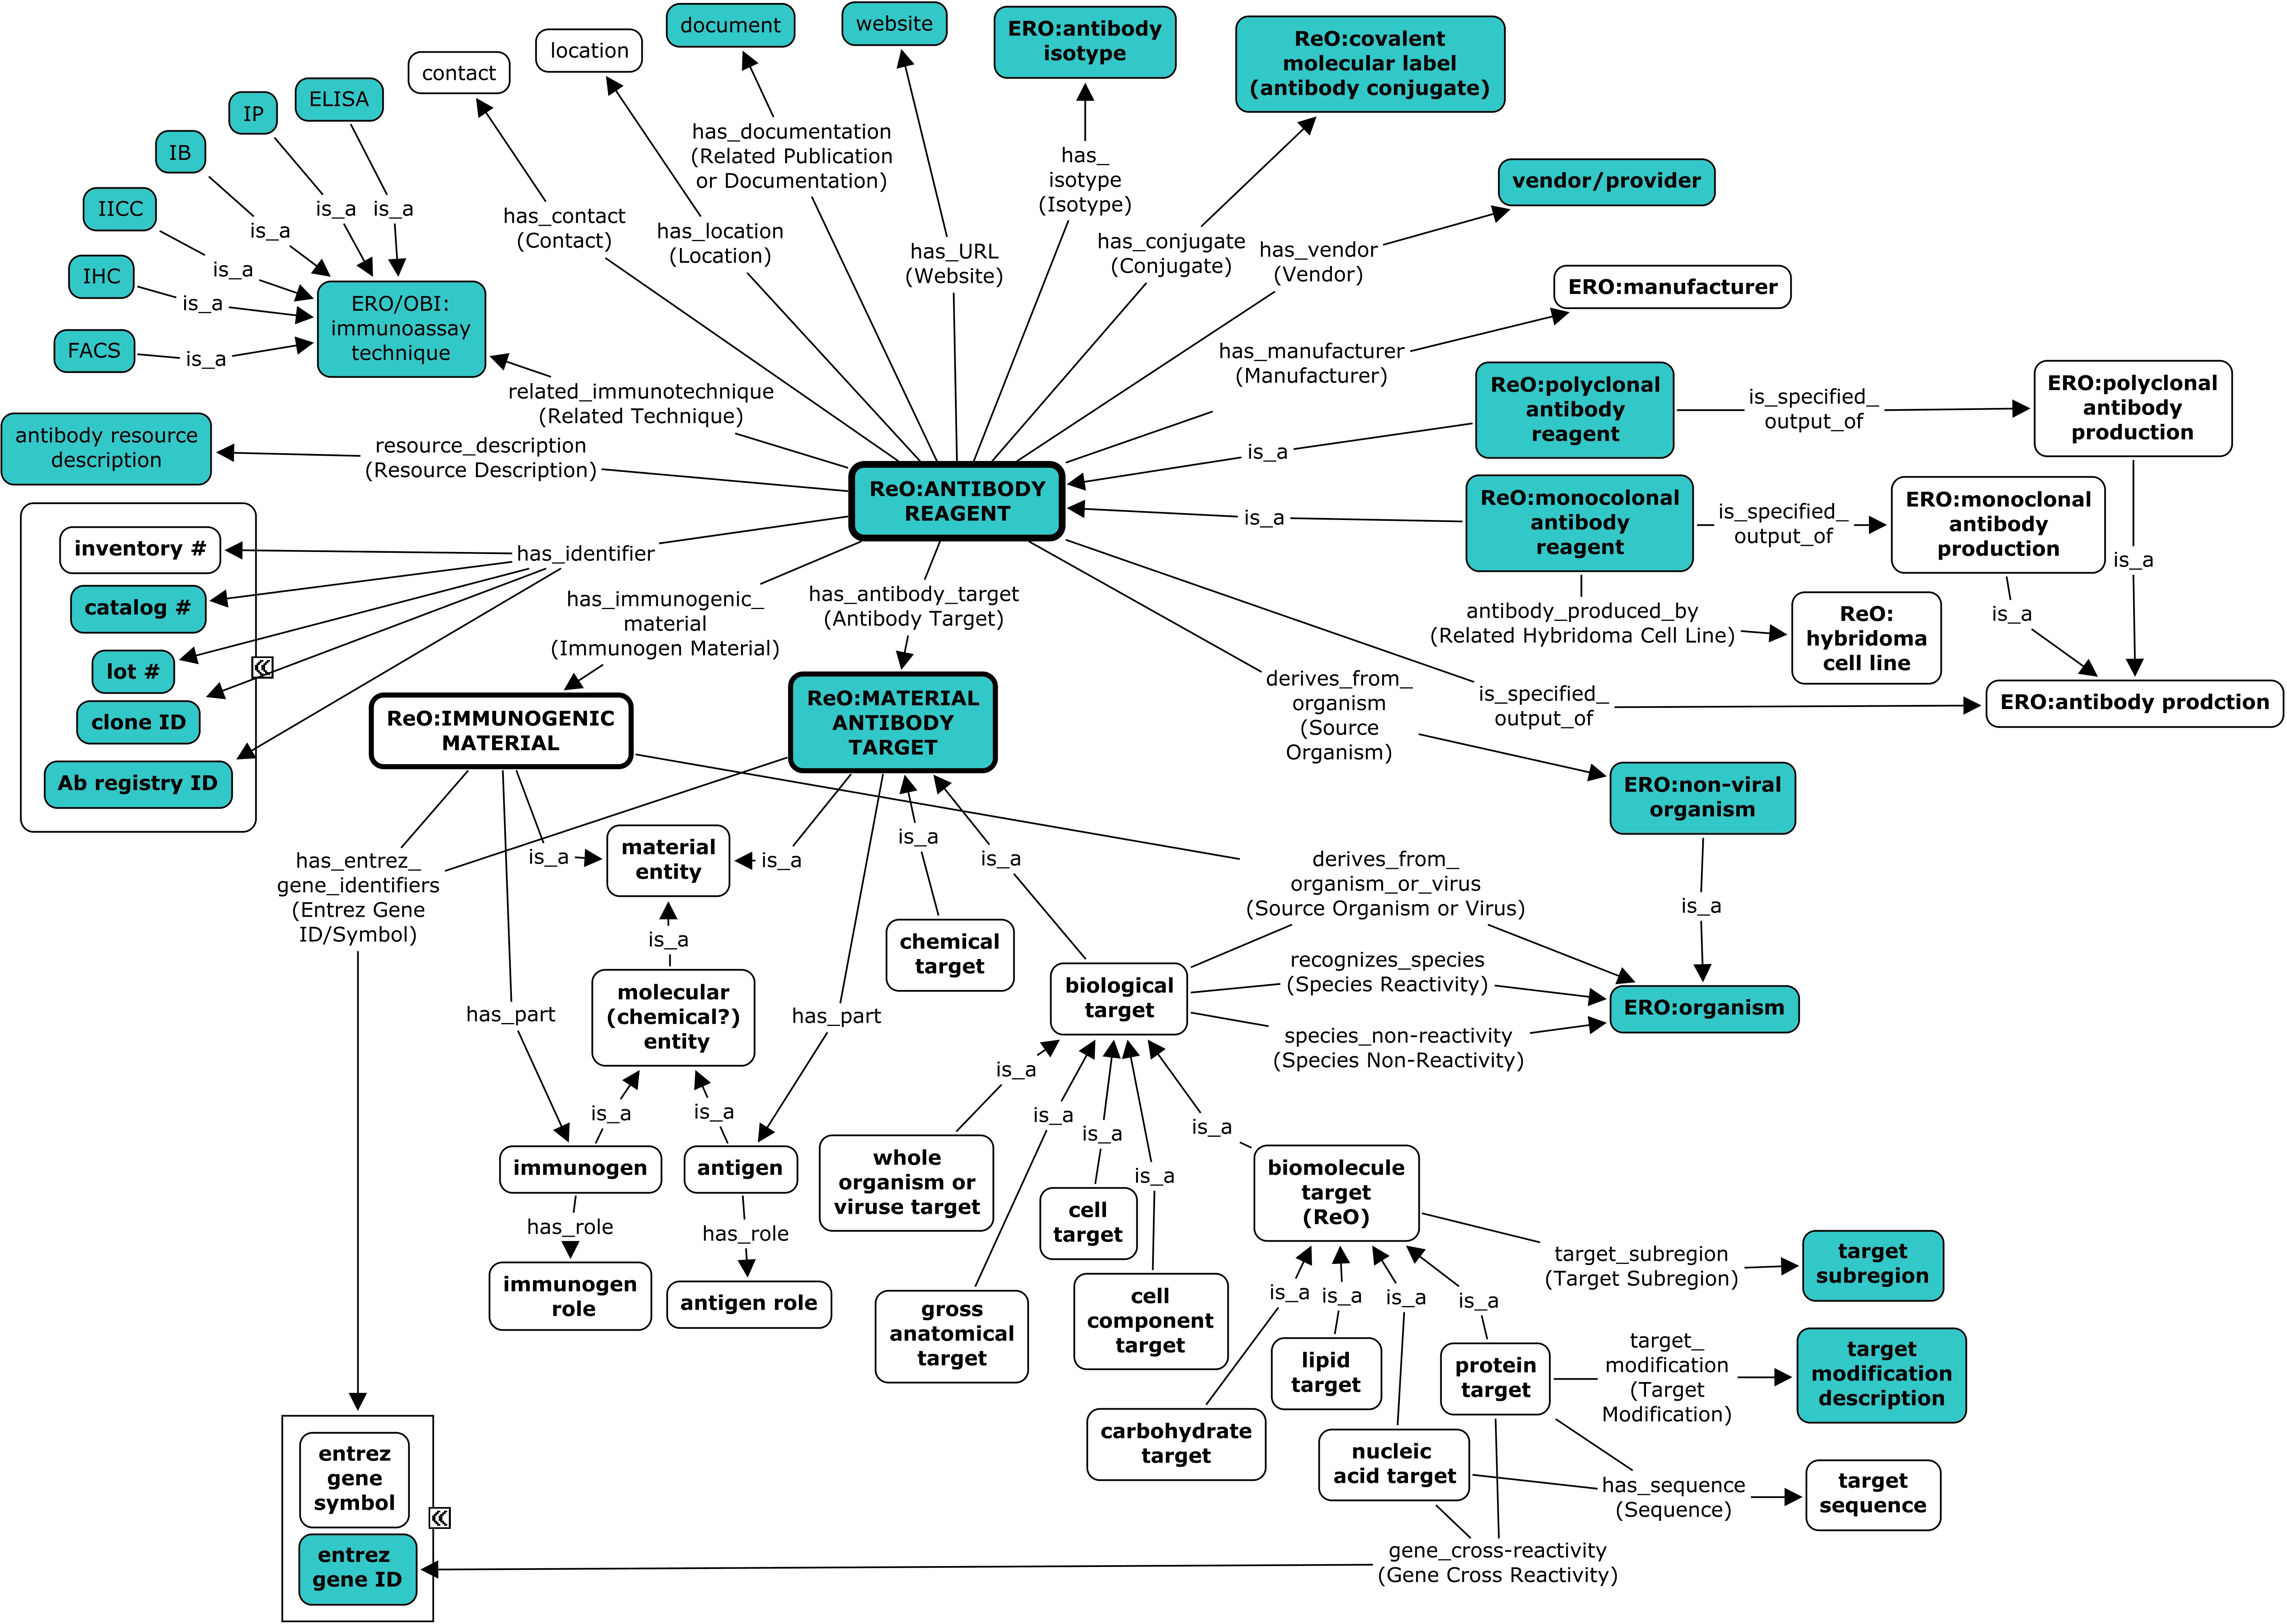 document
website
ERO:antibody
isotype
ReO:covalent
molecular label
(antibody conjugate)
location
contact
ELISA
IP
IB
IICC
IHC
FACS
is_a
is_a
is_a
is_a
is_a
is_a
ERO/OBI:
immunoassay
technique
has_contact
(Contact)
has_location
(Location)
has_documentation
(Related Publication
or Documentation)
has_URL
(Website)
has_
isotype
(Isotype)
has_conjugate
(Conjugate)
has_vendor
(Vendor)
vendor/provider
has_manufacturer
(Manufacturer)
ERO:manufacturer
related_immunotechnique
(Related Technique)
antibody resource
description
resource_description
(Resource Description)
ReO:ANTIBODY
REAGENT
is_a
ReO:polyclonal
antibody
reagent
is_specified_
output_of
ERO:polyclonal
antibody
production
is_a
ReO:monocolonal
antibody
reagent
is_specified_
output_of
ERO:monoclonal
antibody
production
is_a
is_a
antibody_produced_by
(Related Hybridoma Cell Line)
ReO:
hybridoma
cell line
ERO:antibody prodction
inventory #
catalog #
lot #
clone ID
Ab registry ID
has_identifier
has_immunogenic_
material
(Immunogen Material)
has_antibody_target
(Antibody Target)
derives_from_
organism
(Source
Organism)
is_specified_
output_of
ReO:IMMUNOGENIC
MATERIAL
ReO:MATERIAL
ANTIBODY
TARGET
ERO:non-viral
organism
is_a
has_entrez_
gene_identifiers
(Entrez Gene
ID/Symbol)
is_a
material
entity
is_a
is_a
is_a
derives_from_
organism_or_virus
(Source Organism or Virus)
is_a
molecular
(chemical?)
entity
chemical
target
biological
target
recognizes_species
(Species Reactivity)
species_non-reactivity
(Species Non-Reactivity)
ERO:organism
has_part
has_part
is_a
is_a
immunogen
antigen
has_role
has_role
immunogen
role
antigen role
is_a
is_a
is_a
is_a
is_a
whole
organism or
viruse target
gross
anatomical
target
cell
target
cell
component
target
biomolecule
target
(ReO)
target_subregion
(Target Subregion)
target
subregion
is_a
is_a
is_a
is_a
carbohydrate
target
lipid
target
nucleic
acid target
protein
target
target_
modification
(Target
Modification)
target
modification
description
has_sequence
(Sequence)
target
sequence
gene_cross-reactivity
(Gene Cross Reactivity)
entrez
gene
symbol
entrez
gene ID